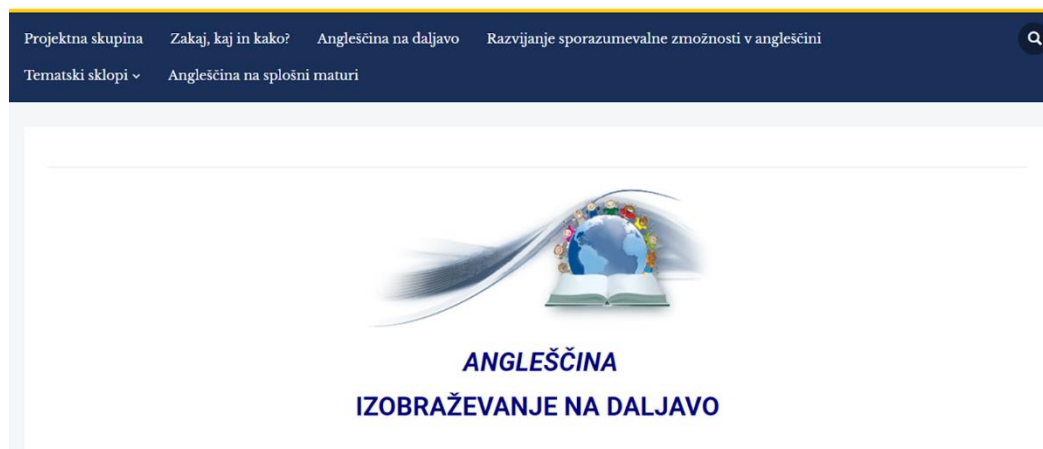 Projektna skupina Zakaj, kaj in kako? Angleščina na daljavo Razvijanje sporazumevalne zmožnosti v angleščini
Tematski sklopi Angleščina na splošni maturi
ANGLEŠČINA
IZOBRAŽEVANJE NA DALJAVO